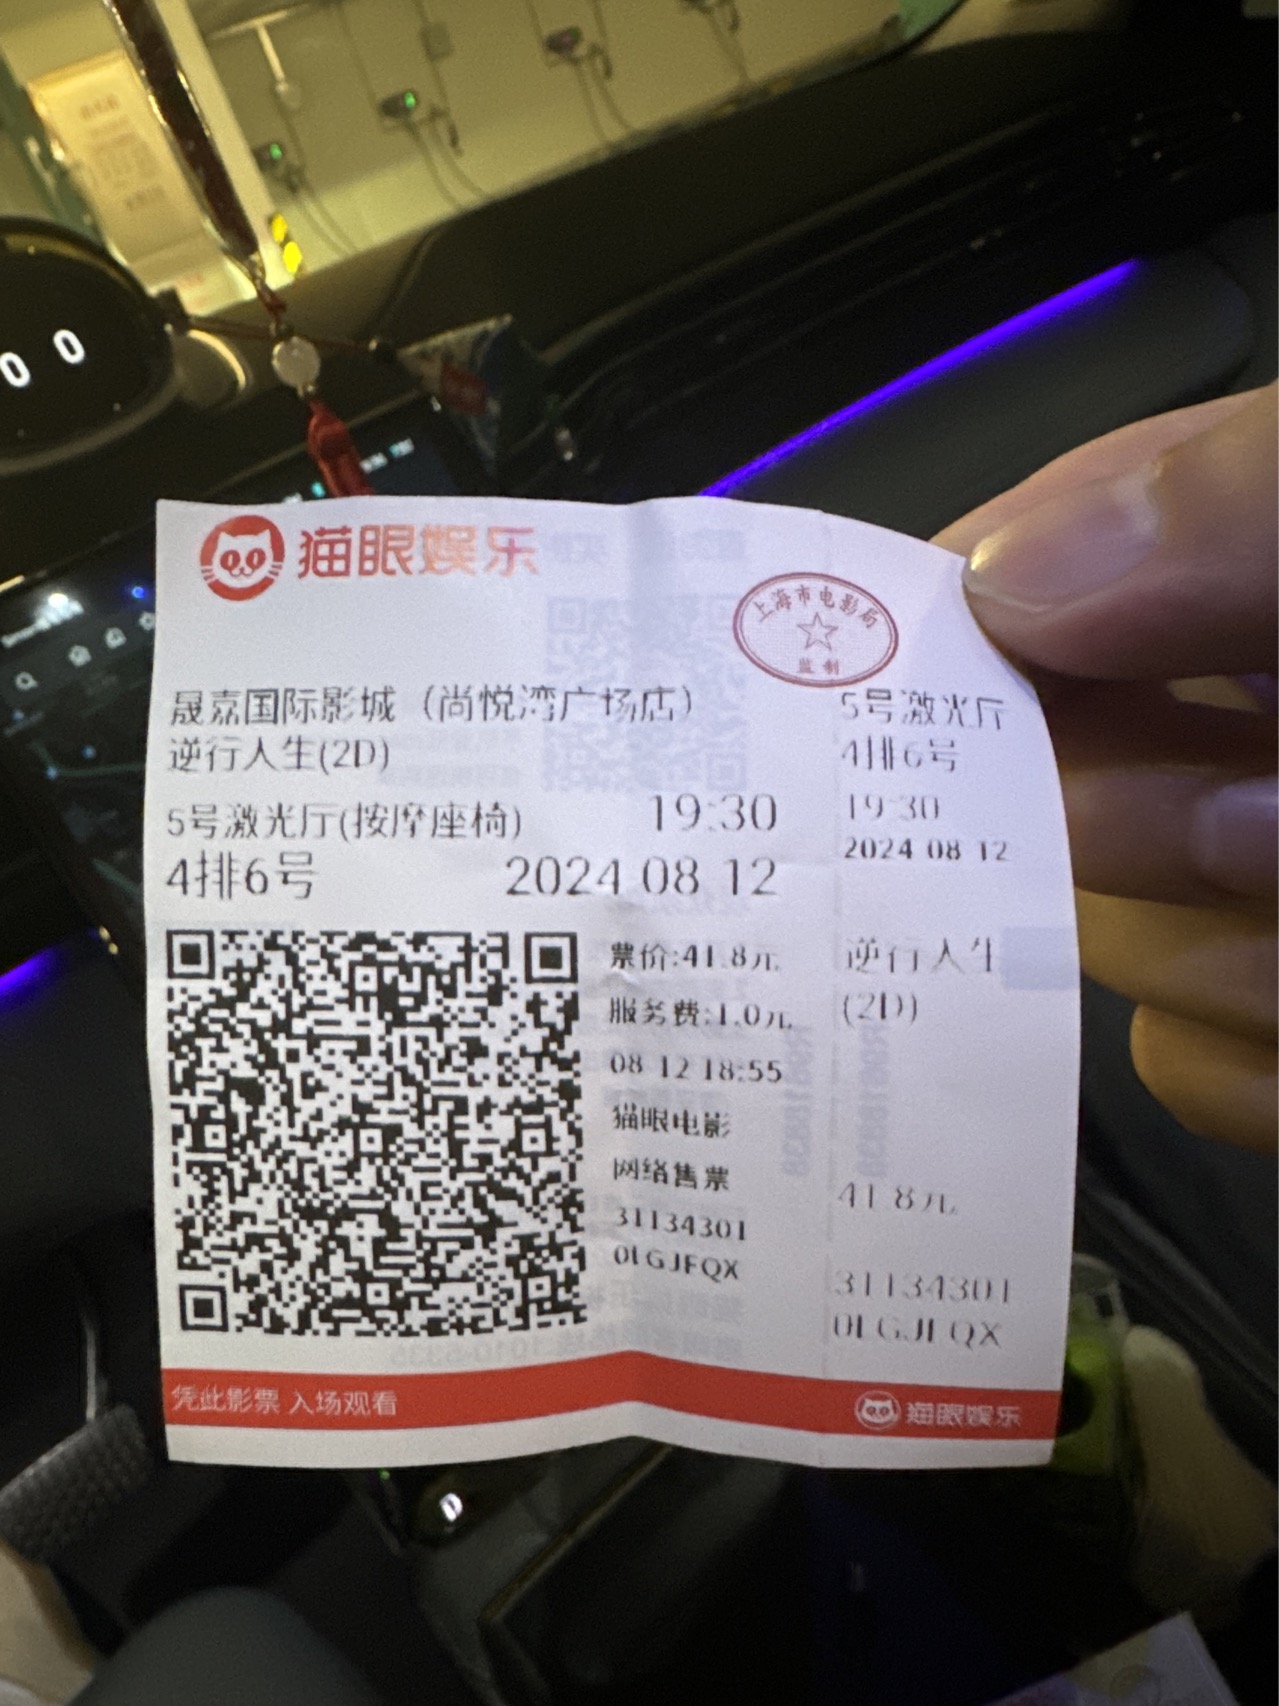 0 0
猫眼娱乐
上海市电影局
监制
晟嘉国际影城（尚悦湾广场店）
逆行人生(2D)
5号激光厅(按摩座椅) 19:30
4排6号 2024 08 12
票价:41.8元
服务费:1.0元
08 12 18:55
猫眼电影
网络售票
31134301
0LGJFQX
5号激光厅
4排6号
19:30
2024 08 12
逆行人生
(2D)
41.8元
31134301
0LGJFQX
凭此影票 入场观看
猫眼娱乐